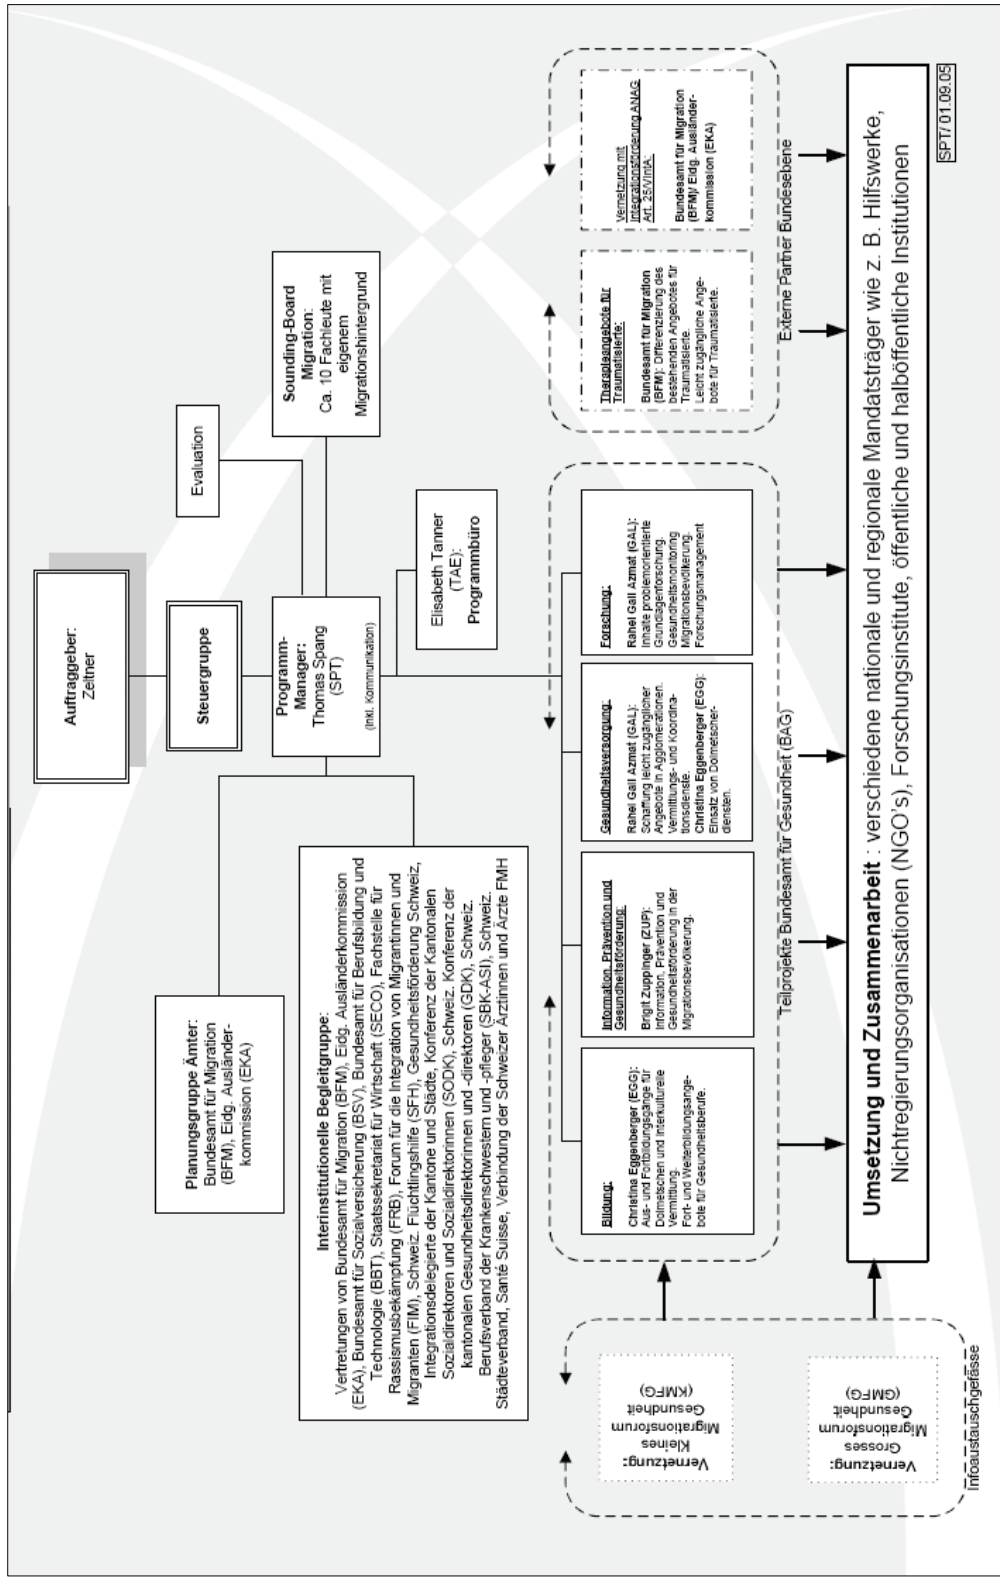 Auftraggeber:
Zeltner
Steuergruppe
Evaluation
Programm-
Manager:
Thomas Spang
(SPT)
(Inkl. Kommunikation)
Sounding-Board
Migration:
Ca. 10 Fachleute mit
eigenem
Migrationshintergrund
Planungsgruppe Ämter:
Bundesamt für Migration
(BFM), Eidg. Ausländer-
kommission (EKA)
Elisabeth Tanner
(TAE):
Programmbüro
Interinstitutionelle Begleitgruppe:
Vertretungen von Bundesamt für Migration (BFM), Eidg. Ausländerkommission
(EKA), Bundesamt für Sozialversicherung (BSV), Bundesamt für Berufsbildung und
Technologie (BBT), Staatssekretariat für Wirtschaft (SECO), Fachstelle für
Rassismusbekämpfung (FRB), Forum für die Integration von Migrantinnen und
Migranten (FIM), Schweiz. Flüchtlingshilfe (SFH), Gesundheitsförderung Schweiz,
Integrationsdelegierte der Kantone und Städte, Konferenz der Kantonalen
Sozialdirektoren und Sozialdirektorinnen (SODK), Schweiz. Konferenz der
kantonalen Gesundheitsdirektorinnen und -direktoren (GDK), Schweiz.
Berufsverband der Krankenschwestern und -pfleger (SBK-ASI), Schweiz.
Städteverband, Santé Suisse, Verbindung der Schweizer Ärztinnen und Ärzte FMH
Bildung:
Christina Eggenberger (EGG):
Aus- und Fortbildungsgänge für
Dolmetschen und interkulturelle
Vermittlung.
Fort- und Weiterbildungsange-
bote für Gesundheitsberufe.
Information, Prävention und
Gesundheitsförderung:
Brigit Zuppinger (ZUP):
Information, Prävention und
Gesundheitsförderung in der
Migrationsbevölkerung.
Gesundheitsversorgung:
Rahel Gall Azmat (GAL):
Schaffung leicht zugänglicher
Angebote in Agglomerationen.
Vermittlungs- und Koordina-
tionsdienste.
Christina Eggenberger (EGG):
Einsatz von Dolmetscher-
diensten.
Forschung:
Rahel Gall Azmat (GAL):
Inhalte problemorientierte
Grundlagenforschung.
Gesundheitsmonitoring
Migrationsbevölkerung.
Forschungsmanagement
Therapieangebote für
Traumatisierte:
Bundesamt für Migration
(BFM): Differenzierung des
bestehenden Angebotes für
Traumatisierte.
Leicht zugängliche Ange-
bote für Traumatisierte.
Vernetzung mit
Integrationsförderung ANAG
Art. 25/VIntA:
Bundesamt für Migration
(BFM)/ Eidg. Ausländer-
kommission (EKA)
Teilprojekte Bundesamt für Gesundheit (BAG)
Externe Partner Bundesebene
Vernetzung:
Kleines
Migrationsforum
Gesundheit
(KMFG)
Vernetzung:
Grosses
Migrationsforum
Gesundheit
(GMFG)
Infoaustauschgefässe
Umsetzung und Zusammenarbeit : verschiedene nationale und regionale Mandatsträger wie z. B. Hilfswerke,
Nichtregierungsorganisationen (NGO's), Forschungsinstitute, öffentliche und halböffentliche Institutionen
SPT/ 01.09.05